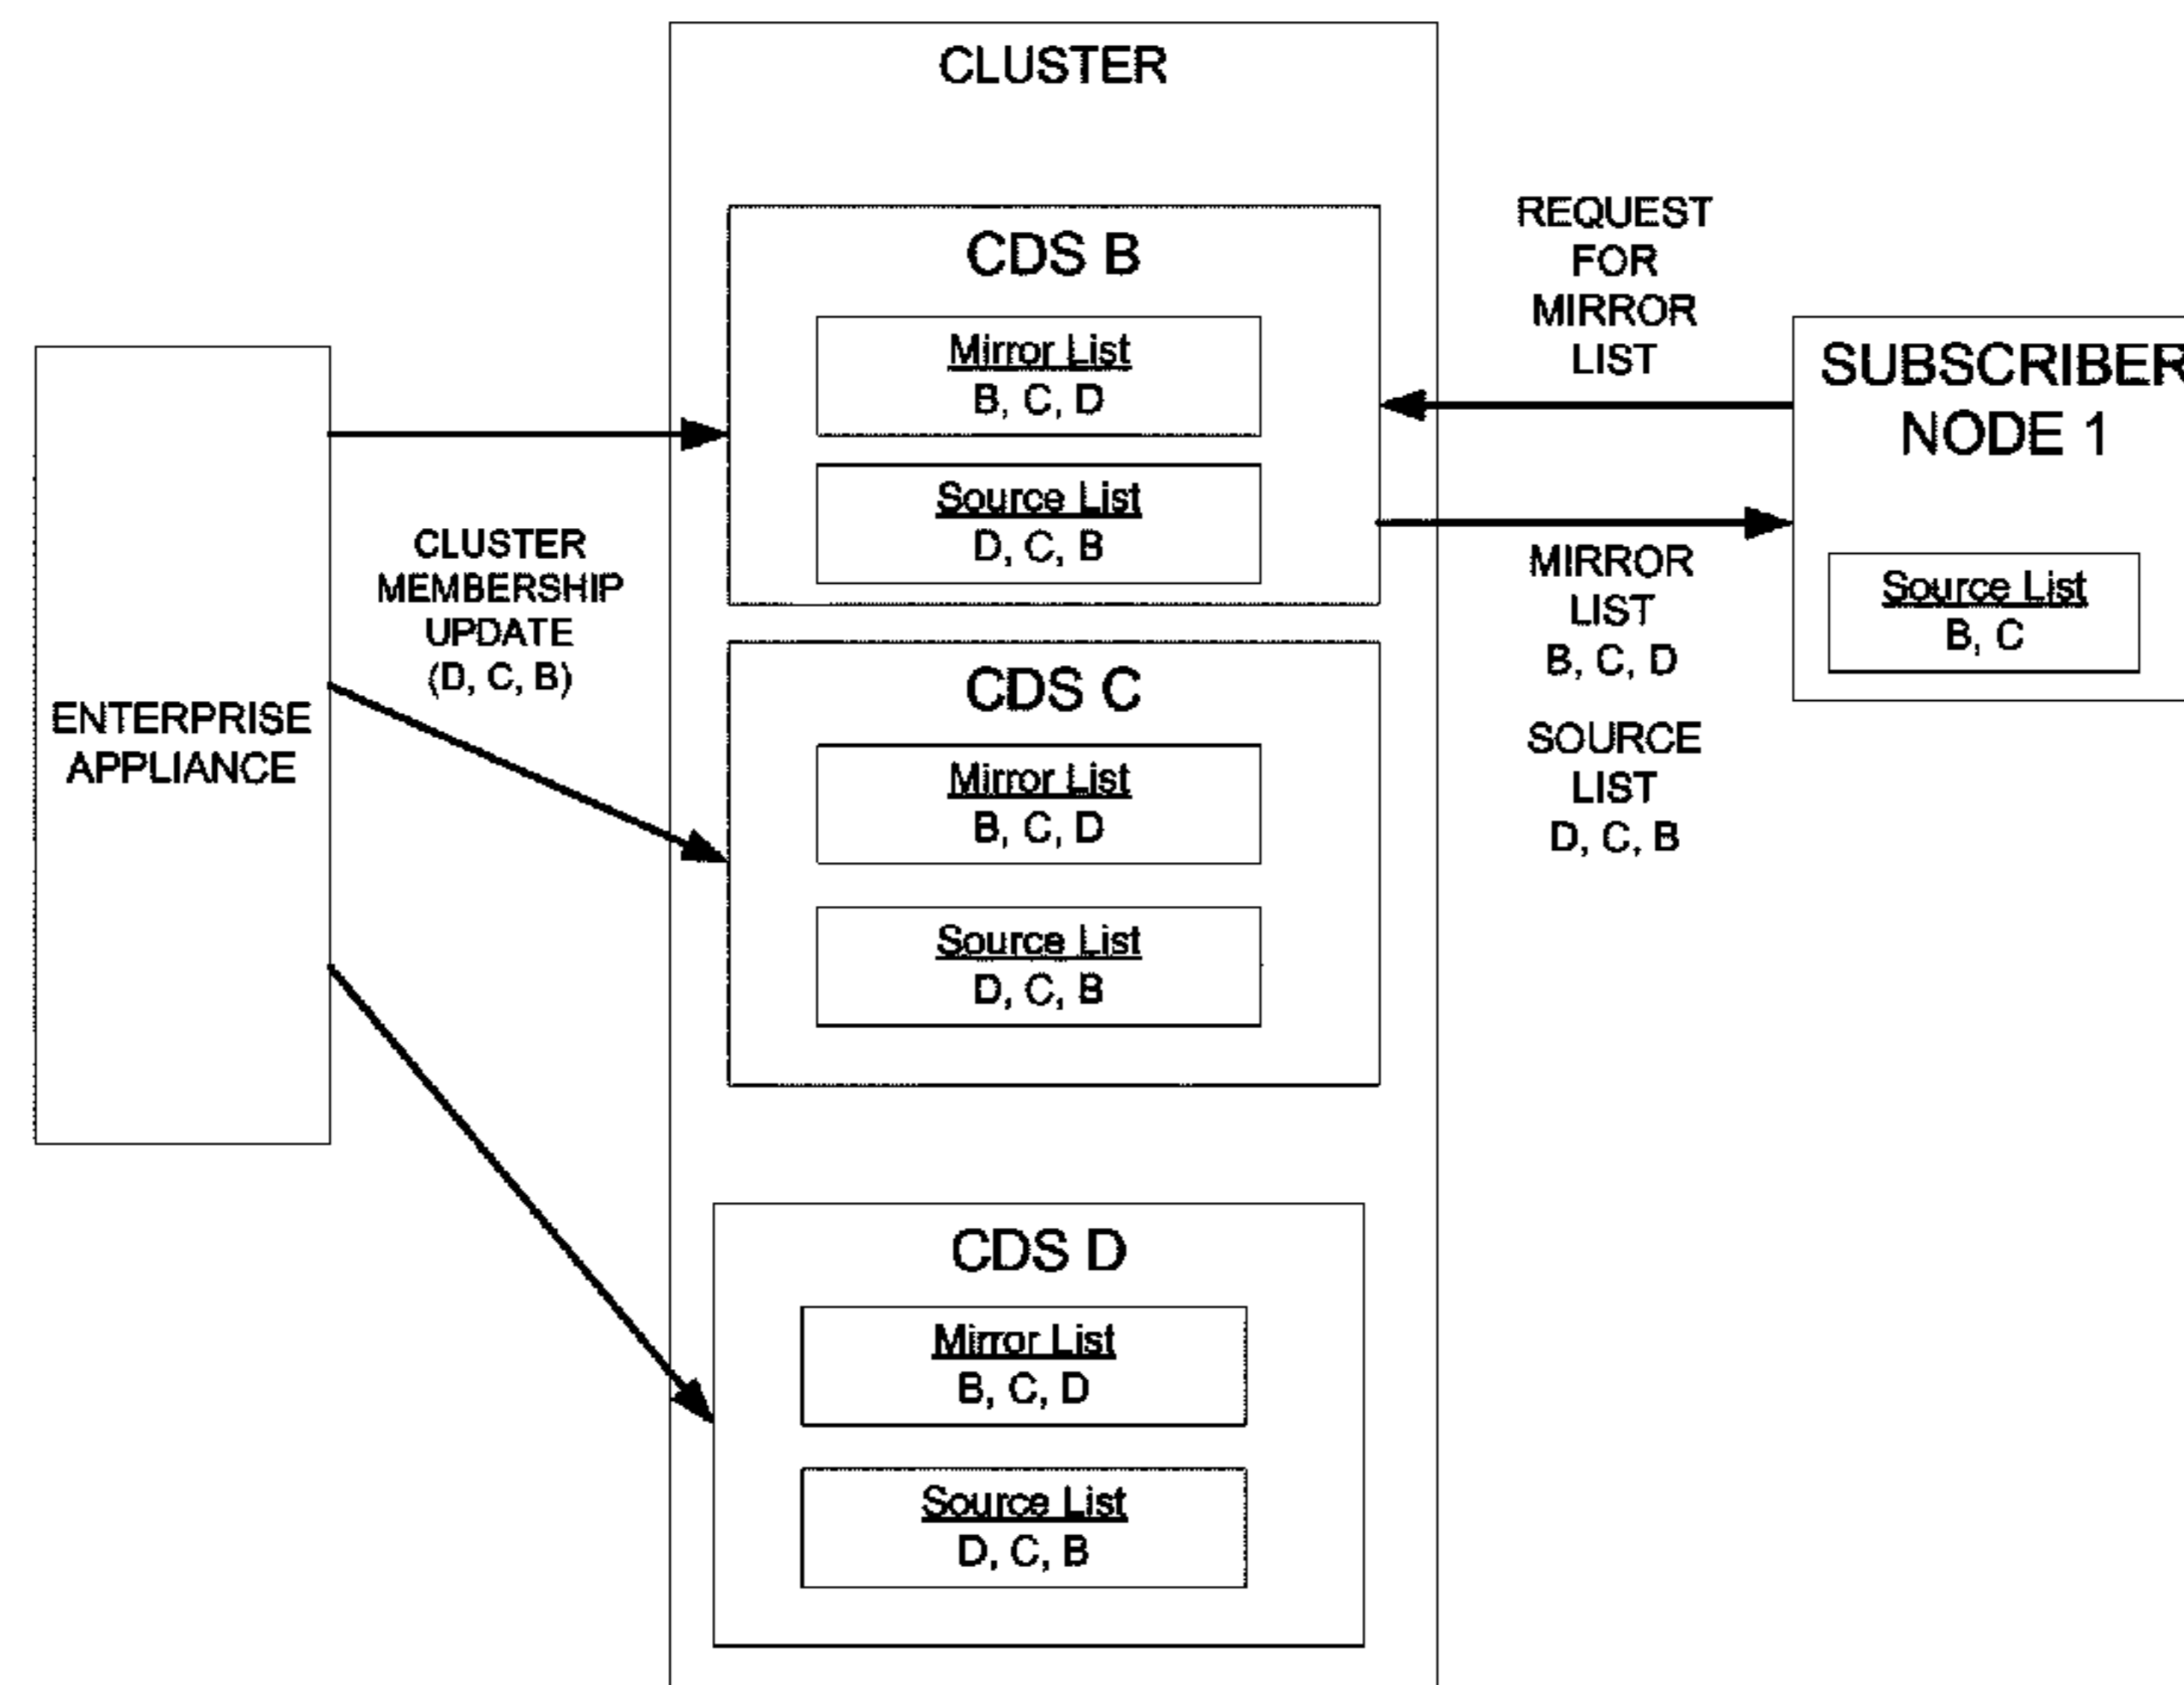 CLUSTER
ENTERPRISE
APPLIANCE
CLUSTER
MEMBERSHIP
UPDATE
(D, C, B)
CDS B
Mirror List
B, C, D
Source List
D, C, B
CDS C
Mirror List
B, C, D
Source List
D, C, B
CDS D
Mirror List
B, C, D
Source List
D, C, B
REQUEST
FOR
MIRROR
LIST
MIRROR
LIST
B, C, D
SOURCE
LIST
D, C, B
SUBSCRIBER
NODE 1
Source List
B, C